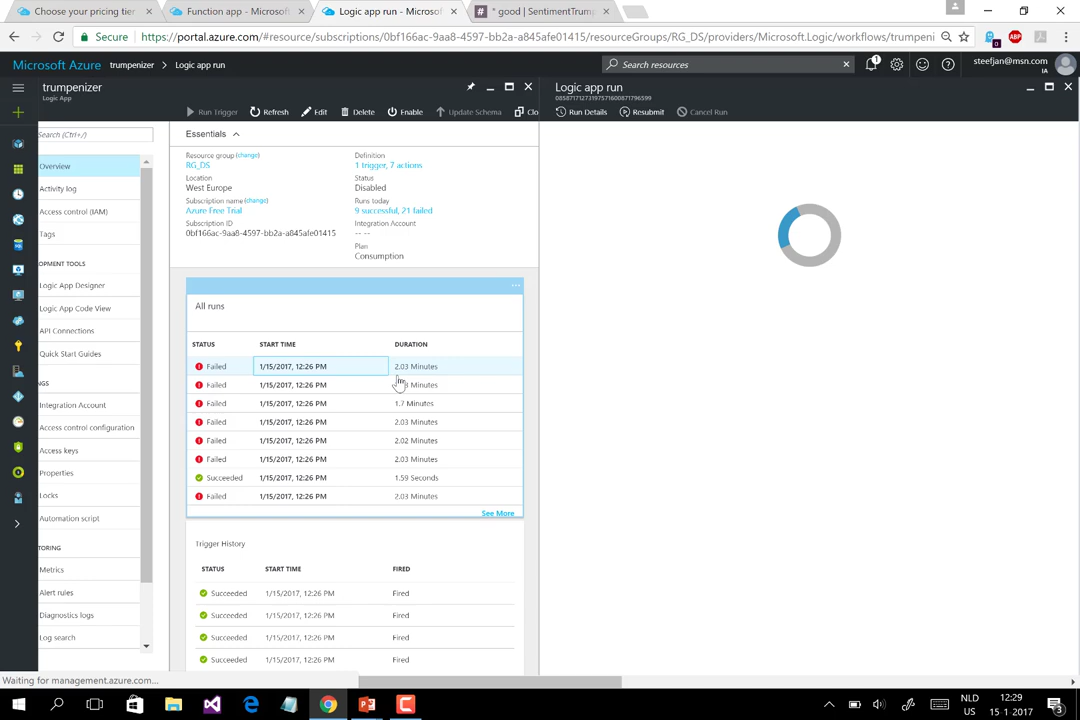 Choose your pricing tier
Function app - Microsoft
Logic app run - Microsoft
* good | SentimentTrump
Secure
https://portal.azure.com/#resource/subscriptions/0bf166ac-9aa8-4597-bb2a-a845afe01415/resourceGroups/RG_DS/providers/Microsoft.Logic/workflows/trumpeni
Microsoft Azure
trumpenizer
Logic app run
Search resources
1
steefjan@msn.com
IA
trumpenizer
Logic App
Run Trigger
Refresh
Edit
Delete
Enable
Update Schema
Clo
Search (Ctrl+/)
Overview
Activity log
Access control (IAM)
Tags
OPMENT TOOLS
Logic App Designer
Logic App Code View
API Connections
Quick Start Guides
NGS
Integration Account
Access control configuration
Access keys
Properties
Locks
Automation script
TORING
Metrics
Alert rules
Diagnostics logs
Log search
Essentials
Resource group (change)
RG_DS
Location
West Europe
Subscription name (change)
Azure Free Trial
Subscription ID
0bf166ac-9aa8-4597-bb2a-a845afe01415
Definition
1 trigger, 7 actions
Status
Disabled
Runs today
9 successful, 21 failed
Integration Account
-- --
Plan
Consumption
All runs
STATUS START TIME DURATION
Failed 1/15/2017, 12:26 PM 2.03 Minutes
Failed 1/15/2017, 12:26 PM 3 Minutes
Failed 1/15/2017, 12:26 PM 1.7 Minutes
Failed 1/15/2017, 12:26 PM 2.03 Minutes
Failed 1/15/2017, 12:26 PM 2.02 Minutes
Failed 1/15/2017, 12:26 PM 2.03 Minutes
Succeeded 1/15/2017, 12:26 PM 1.59 Seconds
Failed 1/15/2017, 12:26 PM 2.03 Minutes
See More
Trigger History
STATUS START TIME FIRED
Succeeded 1/15/2017, 12:26 PM Fired
Succeeded 1/15/2017, 12:26 PM Fired
Succeeded 1/15/2017, 12:26 PM Fired
Succeeded 1/15/2017, 12:26 PM Fired
Logic app run
Run Details
Resubmit
Cancel Run
Waiting for management.azure.com...
NLD
US
12:29
15 1 2017
3